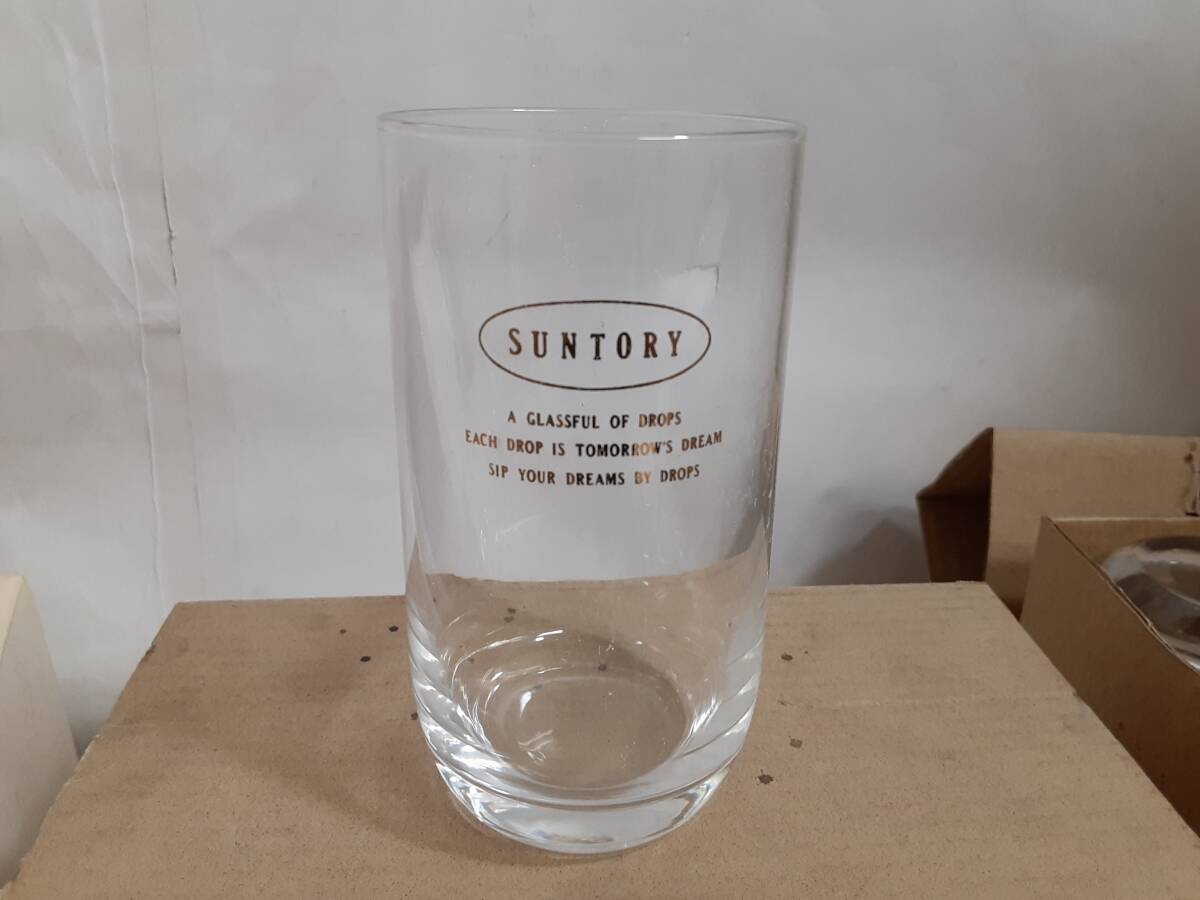 SUNTORY
A GLASSFUL OF DROPS
EACH DROP IS TOMORROW'S DREAM
SIP YOUR DREAMS BY DROPS